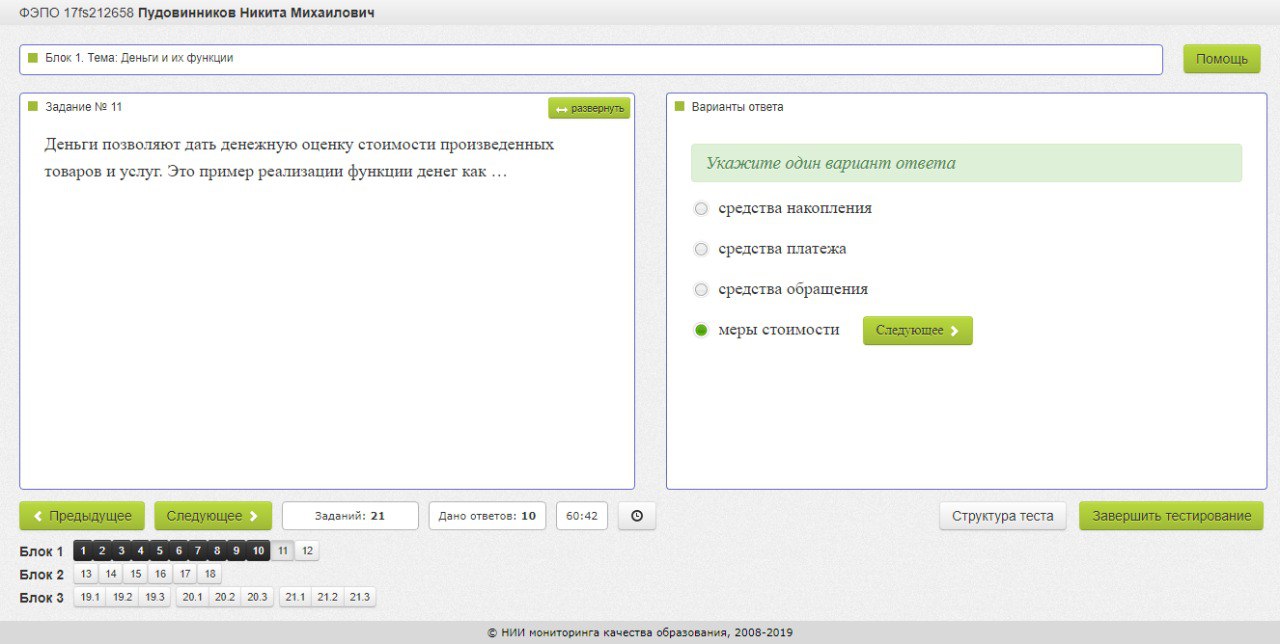 ФЭПО 17fs212658 Пудовинников Никита Михаилович
Блок 1. Тема: Деньги и их функции
Помощь
Задание № 11
развернуть
Деньги позволяют дать денежную оценку стоимости произведенных
товаров и услуг. Это пример реализации функции денег как …
Варианты ответа
Укажите один вариант ответа
средства накопления
средства платежа
средства обращения
меры стоимости
Следующее
Предыдущее
Следующее
Заданий: 21
Дано ответов: 10
60:42
Структура теста
Завершить тестирование
Блок 1 1 2 3 4 5 6 7 8 9 10 11 12
Блок 2 13 14 15 16 17 18
Блок 3 19.1 19.2 19.3 20.1 20.2 20.3 21.1 21.2 21.3
© НИИ мониторинга качества образования, 2008-2019